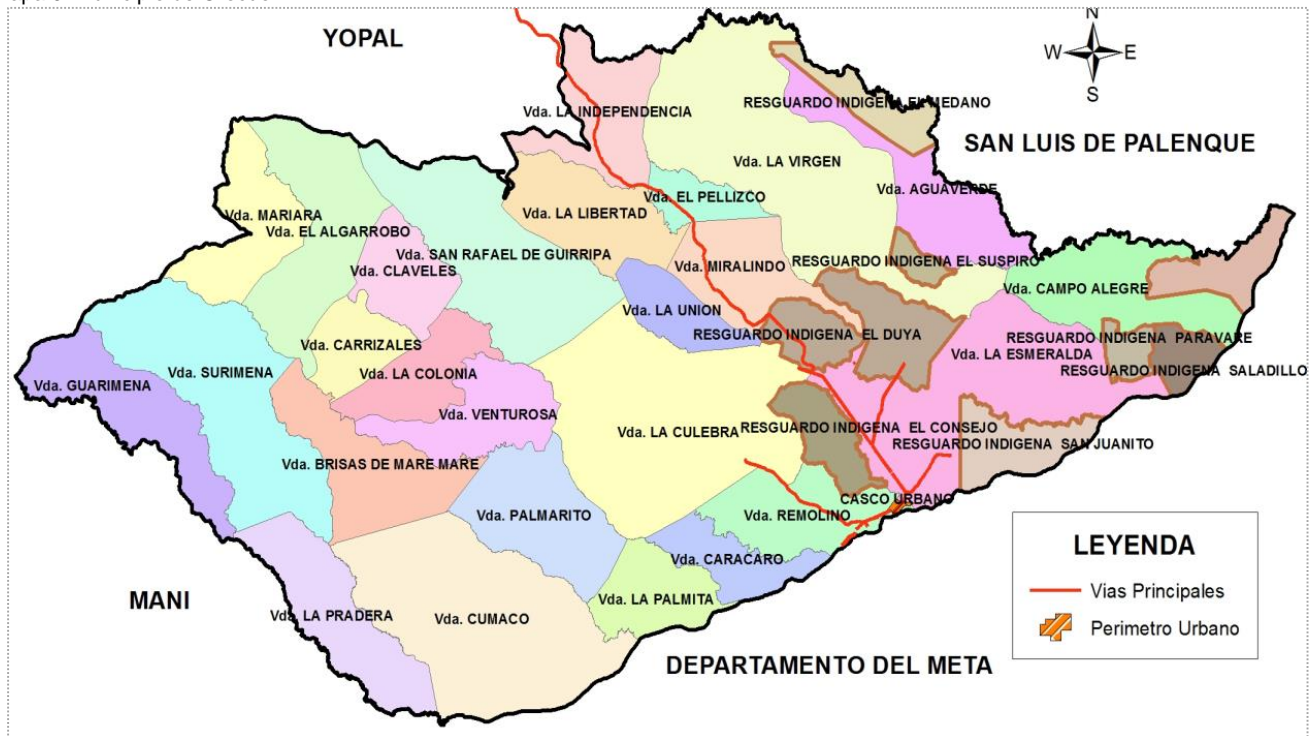 YOPAL
N
W E
S
Vda. LA INDEPENDENCIA
RESGUARDO INDIGENA EL MEDANO
SAN LUIS DE PALENQUE
Vda. LA VIRGEN
Vda. EL PELLIZCO
Vda. AGUAVERDE
Vda. MARIARA
Vda. LA LIBERTAD
Vda. EL ALGARROBO
Vda. SAN RAFAEL DE GUIRRIPA
Vda. CLAVELES
Vda. MIRALINDO
RESGUARDO INDIGENA EL SUSPIRO
Vda. CAMPO ALEGRE
Vda. LA UNION
RESGUARDO INDIGENA EL DUYA
RESGUARDO INDIGENA PARAVARE
Vda. CARRIZALES
Vda. LA ESMERALDA
Vda. SURIMENA
Vda. LA COLONIA
RESGUARDO INDIGENA SALADILLO
Vda. GUARIMENA
Vda. VENTUROSA
Vda. LA CULEBRA
RESGUARDO INDIGENA EL CONSEJO
RESGUARDO INDIGENA SAN JUANITO
Vda. BRISAS DE MARE MARE
CASCO URBANO
Vda. PALMARITO
Vda. REMOLINO
LEYENDA
Vda. CARACARO
Vias Principales
MANI
Vda. LA PALMITA
Vda. LA PRADERA
Vda. CUMACO
Perimetro Urbano
DEPARTAMENTO DEL META